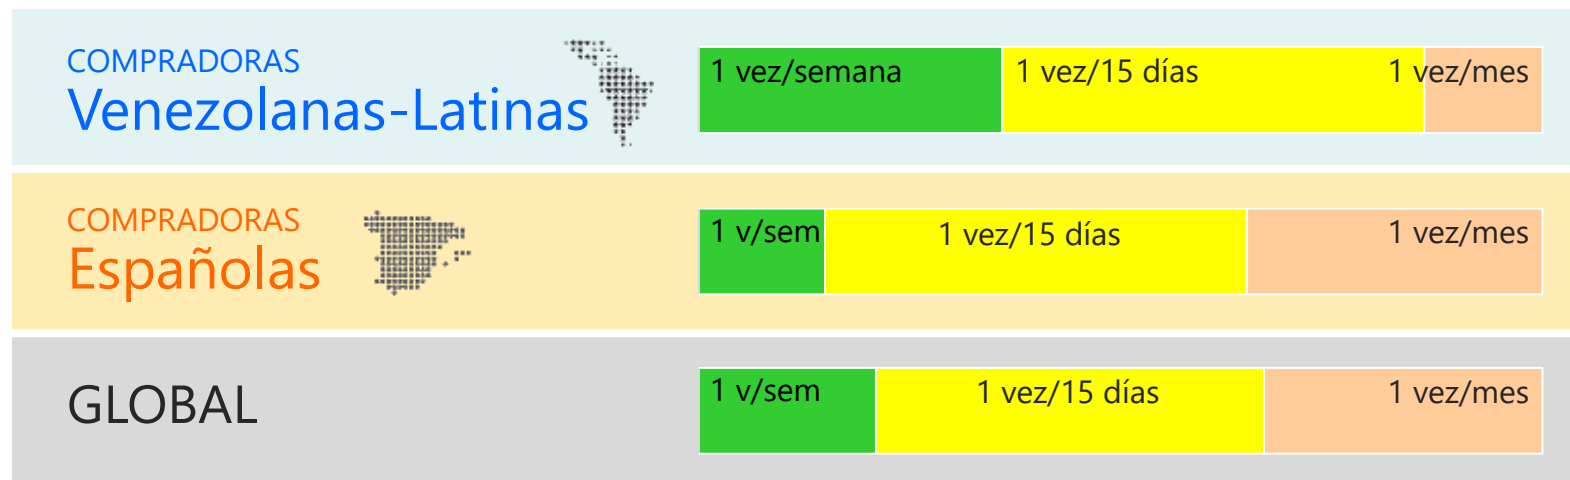 COMPRADORAS
Venezolanas-Latinas
1 vez/semana
1 vez/15 días
1 vez/mes
COMPRADORAS
Españolas
1 v/sem
1 vez/15 días
1 vez/mes
GLOBAL
1 v/sem
1 vez/15 días
1 vez/mes